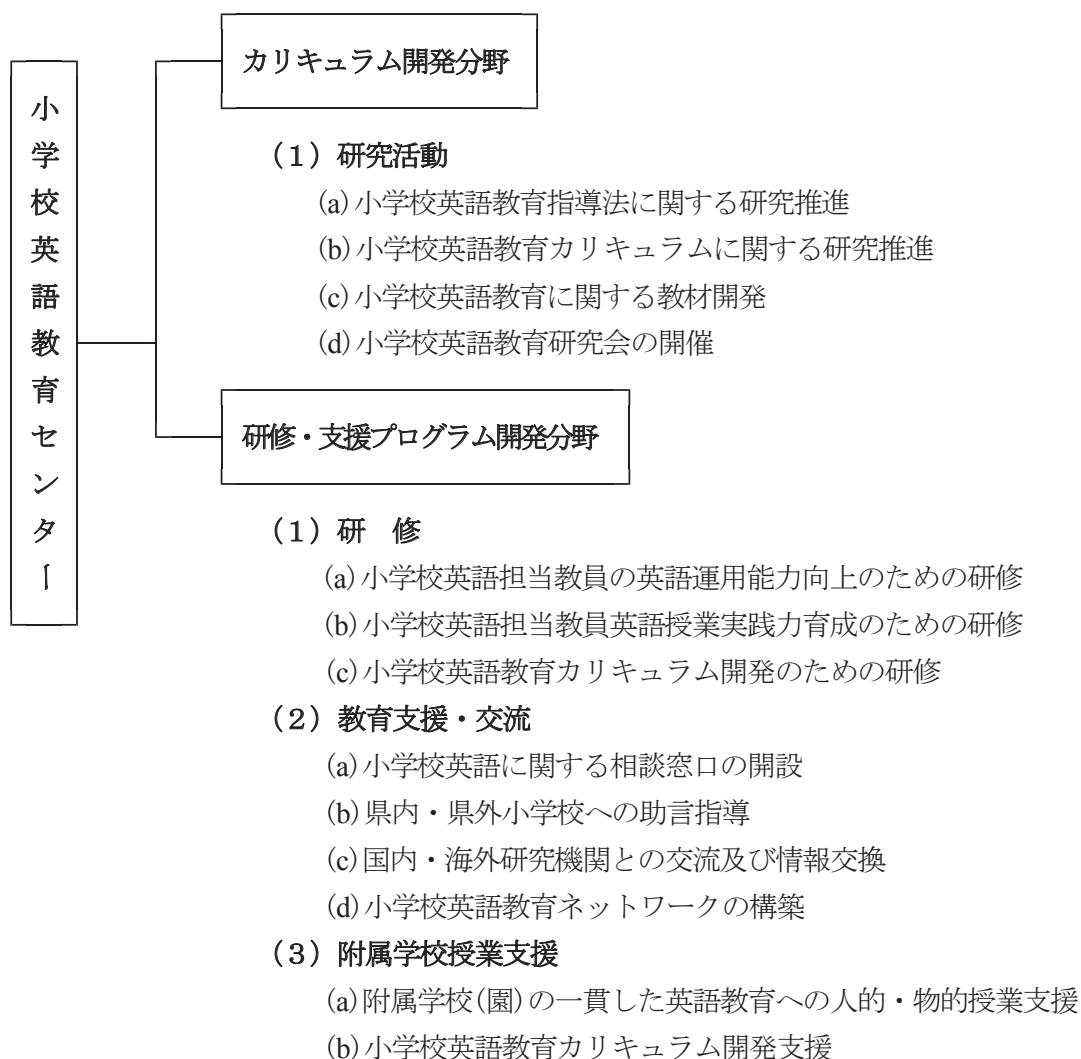 小学校英語教育センター
カリキュラム開発分野
（1）研究活動
(a)小学校英語教育指導法に関する研究推進
(b)小学校英語教育カリキュラムに関する研究推進
(c)小学校英語教育に関する教材開発
(d)小学校英語教育研究会の開催
研修・支援プログラム開発分野
（1）研　修
(a)小学校英語担当教員の英語運用能力向上のための研修
(b)小学校英語担当教員英語授業実践力育成のための研修
(c)小学校英語教育カリキュラム開発のための研修
（2）教育支援・交流
(a)小学校英語に関する相談窓口の開設
(b)県内・県外小学校への助言指導
(c)国内・海外研究機関との交流及び情報交換
(d)小学校英語教育ネットワークの構築
（3）附属学校授業支援
(a)附属学校(園)の一貫した英語教育への人的・物的授業支援
(b)小学校英語教育カリキュラム開発支援